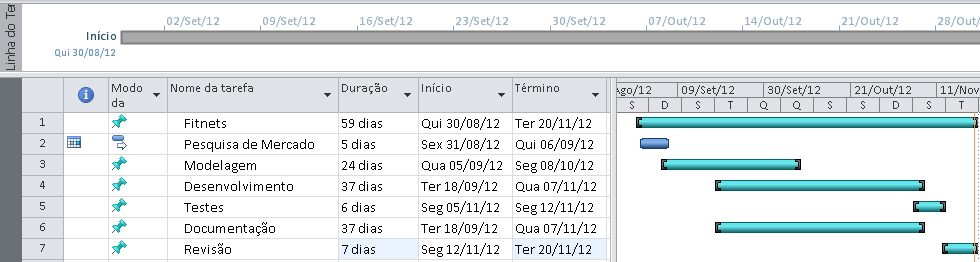 02/Set/12 09/Set/12 16/Set/12 23/Set/12 30/Set/12 07/Out/12 14/Out/12 21/Out/12 28/Out/
Linha do Ter
Início
Qui 30/08/12
Modo da Nome da tarefa Duração Início Término
Ago/12 09/Set/12 30/Set/12 21/Out/12 11/Nov
S D S T Q Q S D S T
1 Fitnets 59 dias Qui 30/08/12 Ter 20/11/12
2 Pesquisa de Mercado 5 dias Sex 31/08/12 Qui 06/09/12
3 Modelagem 24 dias Qua 05/09/12 Seg 08/10/12
4 Desenvolvimento 37 dias Ter 18/09/12 Qua 07/11/12
5 Testes 6 dias Seg 05/11/12 Seg 12/11/12
6 Documentação 37 dias Ter 18/09/12 Qua 07/11/12
7 Revisão 7 dias Seg 12/11/12 Ter 20/11/12